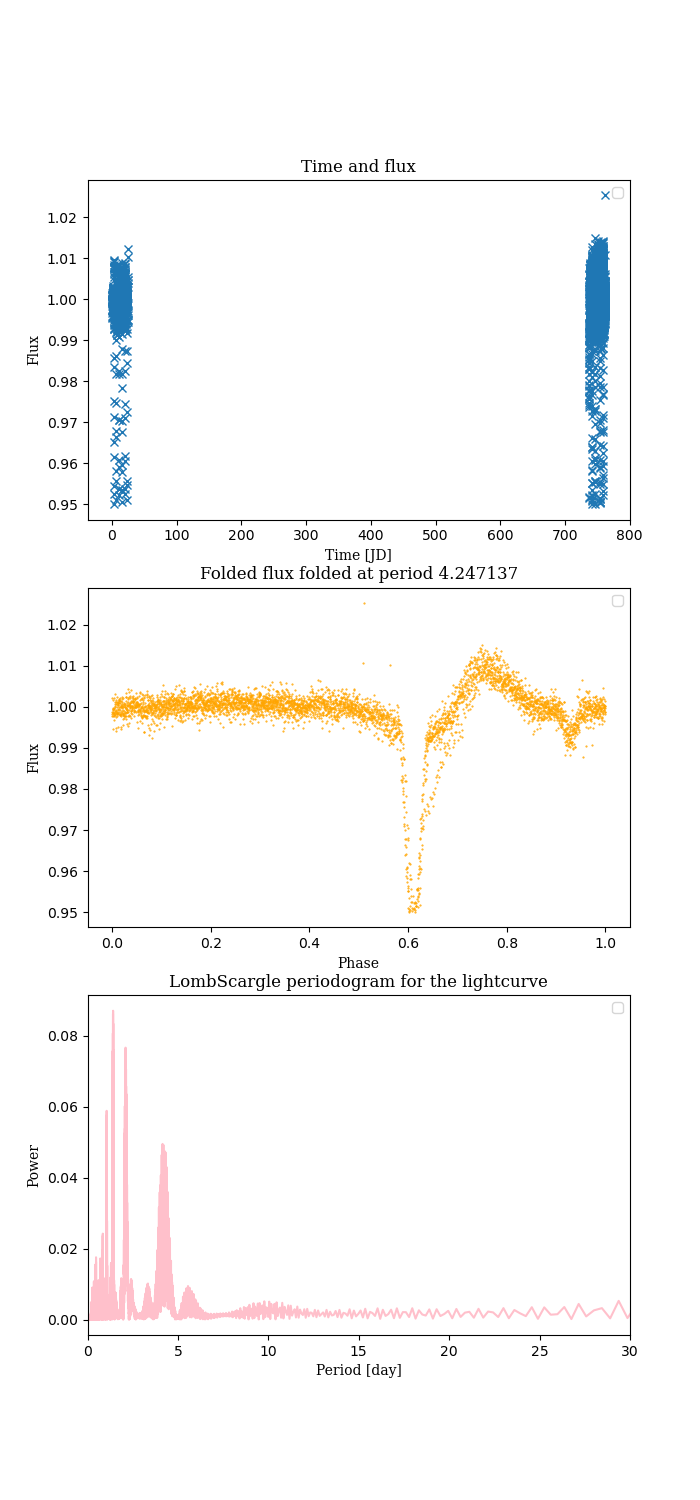 Time and flux
1.02
1.01
1.00
0.99
0.98
0.97
0.96
0.95
Flux
0 100 200 300 400 500 600 700 800
Time [JD]
Folded flux folded at period 4.247137
1.02
1.01
1.00
0.99
0.98
0.97
0.96
0.95
Flux
0.0 0.2 0.4 0.6 0.8 1.0
Phase
LombScargle periodogram for the lightcurve
0.08
0.06
0.04
0.02
0.00
Power
0 5 10 15 20 25 30
Period [day]